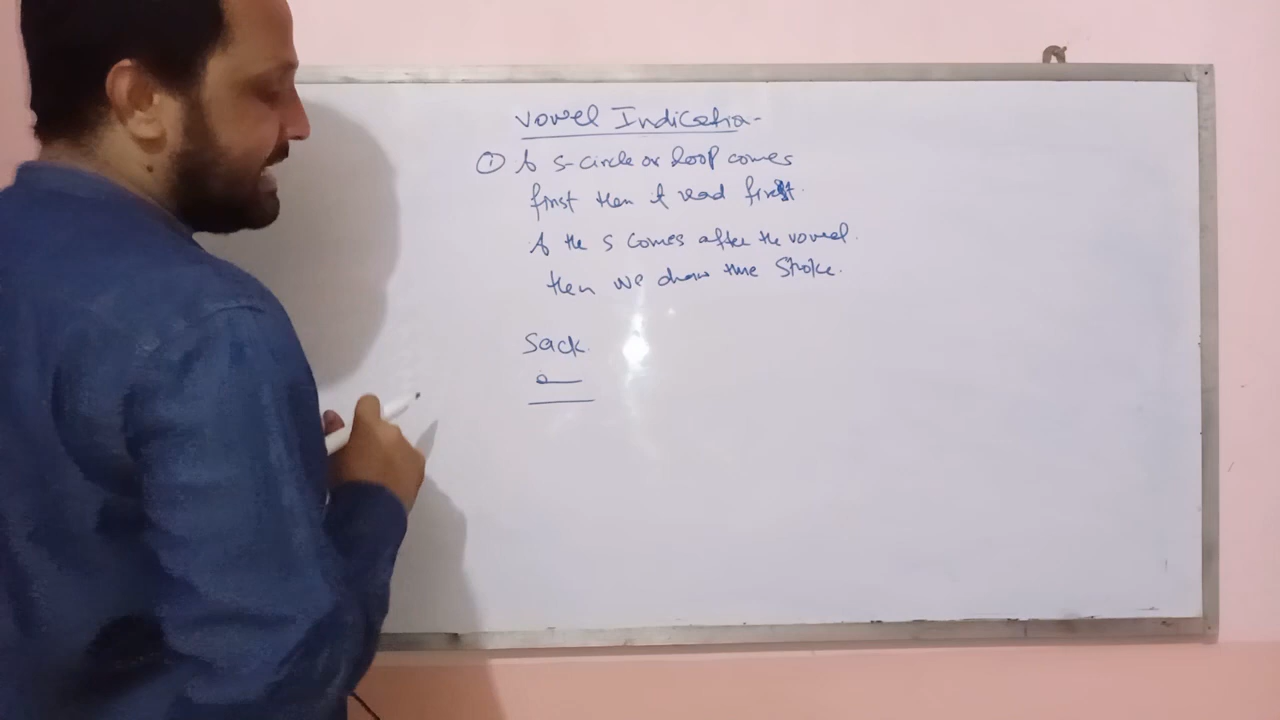 Vowel Indication
① If S-circle or loop comes
first then it read first.
If the S comes after the vowel.
then we draw the Stroke.
Sack.